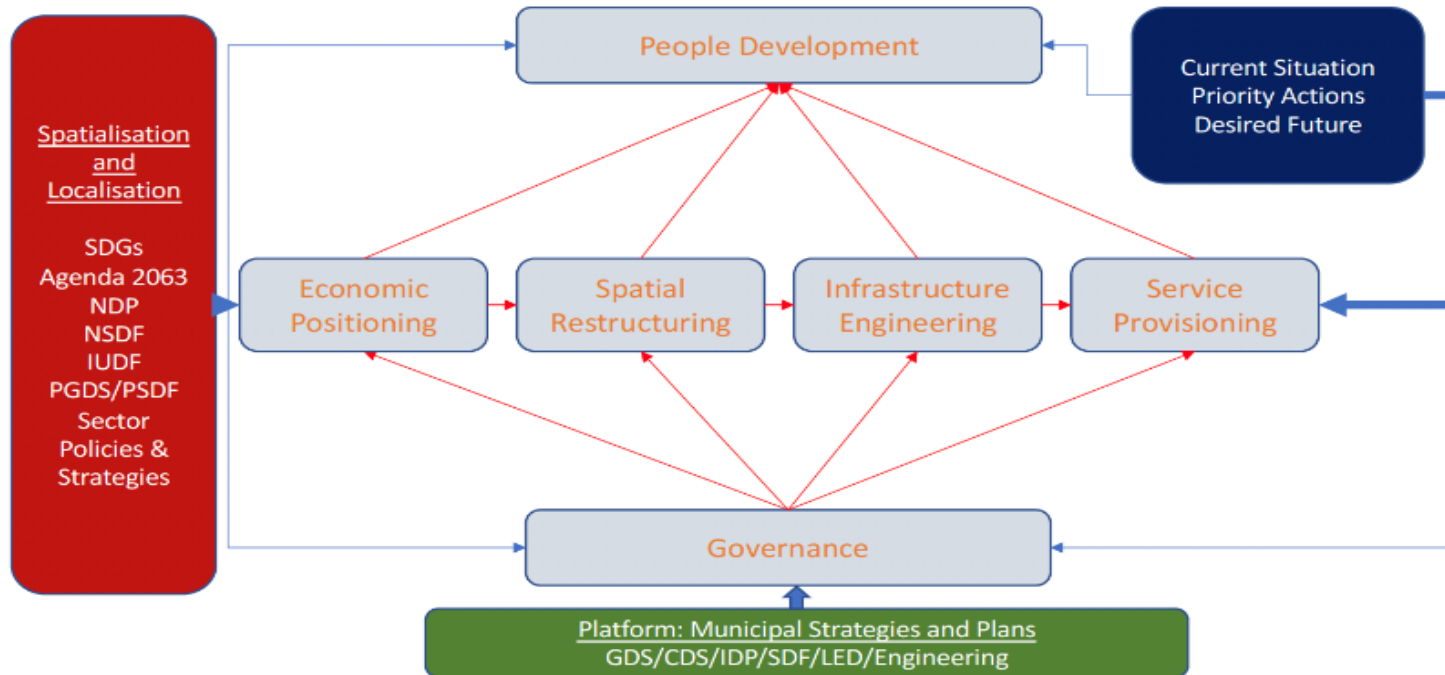 People Development
Current Situation
Priority Actions
Desired Future
Spatialisation
and
Localisation
SDGs
Agenda 2063
NDP
NSDF
IUDF
PGDS/PSDF
Sector
Policies &
Strategies
Economic
Positioning
Spatial
Restructuring
Infrastructure
Engineering
Service
Provisioning
Governance
Platform: Municipal Strategies and Plans
GDS/CDS/IDP/SDF/LED/Engineering